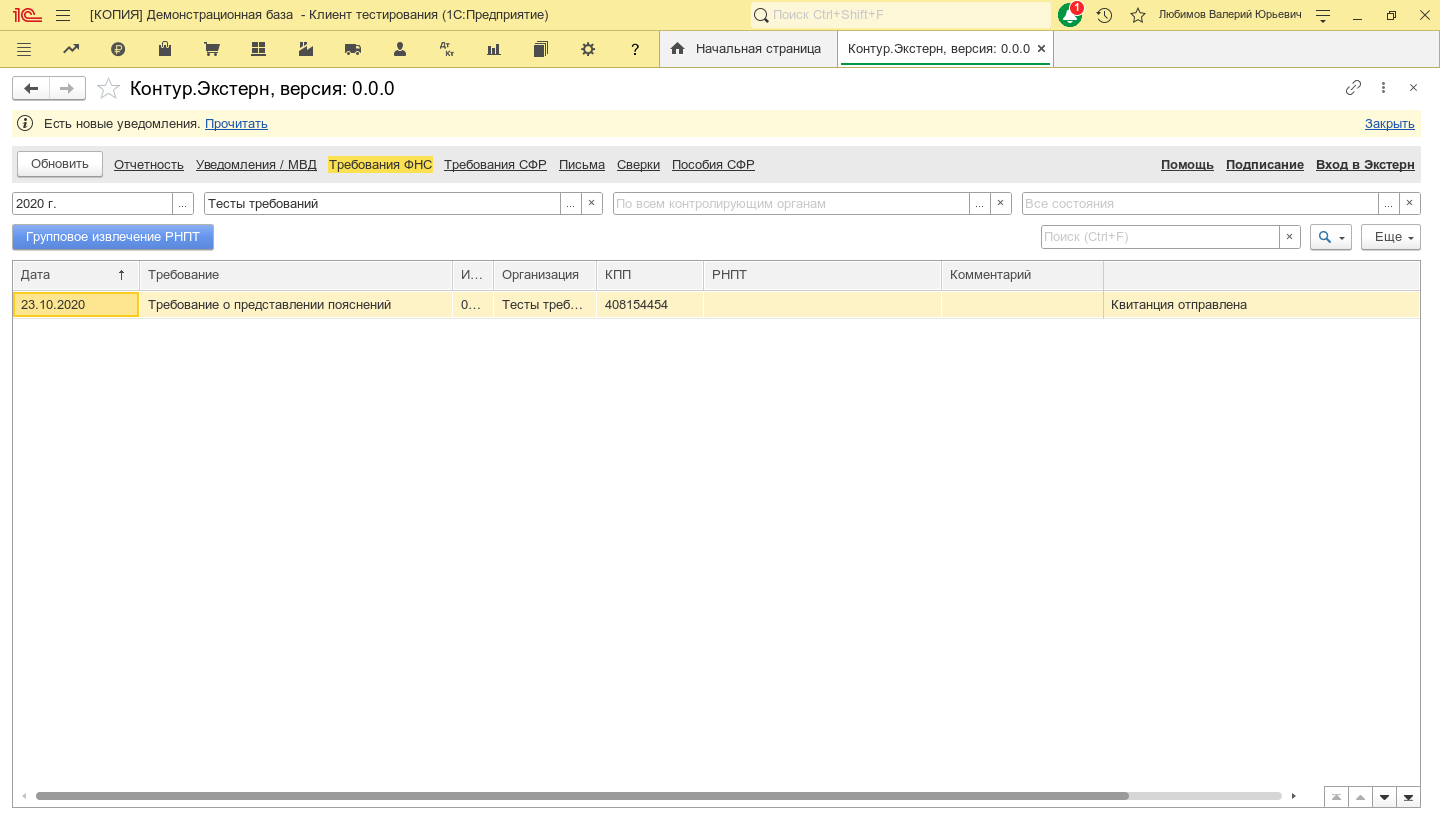 [КОПИЯ] Демонстрационная база - Клиент тестирования (1С:Предприятие)
Поиск Ctrl+Shift+F
1
Любимов Валерий Юрьевич
Дт Кт
?
Начальная страница
Контур.Экстерн, версия: 0.0.0
Контур.Экстерн, версия: 0.0.0
Есть новые уведомления. Прочитать
Закрыть
Обновить
Отчетность
Уведомления / МВД
Требования ФНС
Требования СФР
Письма
Сверки
Пособия СФР
Помощь
Подписание
Вход в Экстерн
2020 г.
...
Тесты требований
...
По всем контролирующим органам
...
Все состояния
...
Групповое извлечение РНПТ
Поиск (Ctrl+F)
Еще
Дата
Требование
И...
Организация
КПП
РНПТ
Комментарий
23.10.2020
Требование о представлении пояснений
0...
Тесты треб...
408154454
Квитанция отправлена